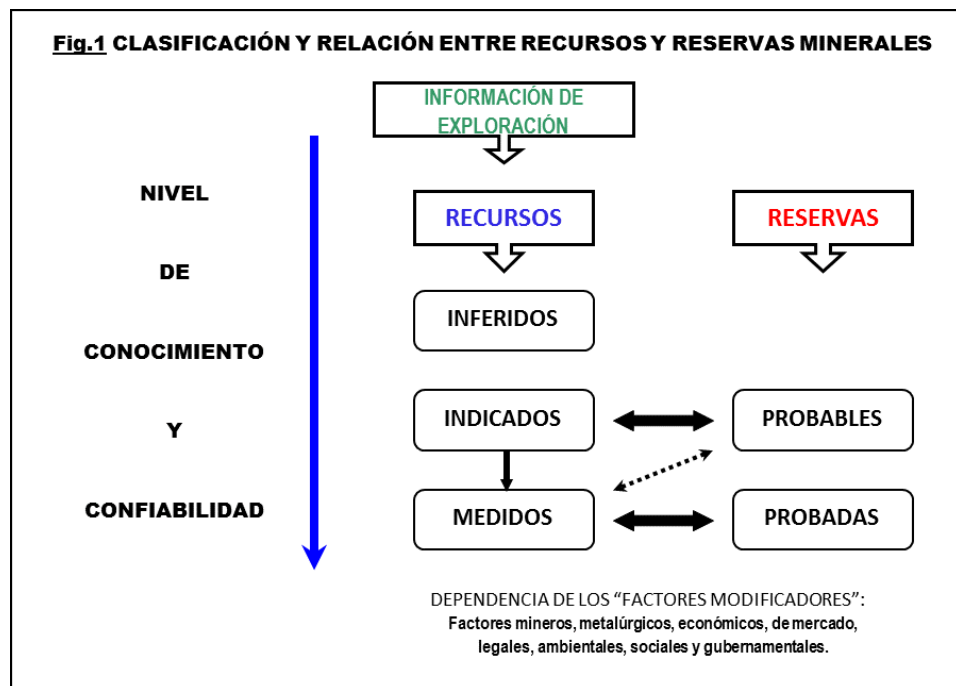 Fig.1 CLASIFICACIÓN Y RELACIÓN ENTRE RECURSOS Y RESERVAS MINERALES
INFORMACIÓN DE
EXPLORACIÓN
NIVEL
DE
CONOCIMIENTO
Y
CONFIABILIDAD
RECURSOS
RESERVAS
INFERIDOS
INDICADOS
PROBABLES
MEDIDOS
PROBADAS
DEPENDENCIA DE LOS “FACTORES MODIFICADORES”:
Factores mineros, metalúrgicos, económicos, de mercado,
legales, ambientales, sociales y gubernamentales.